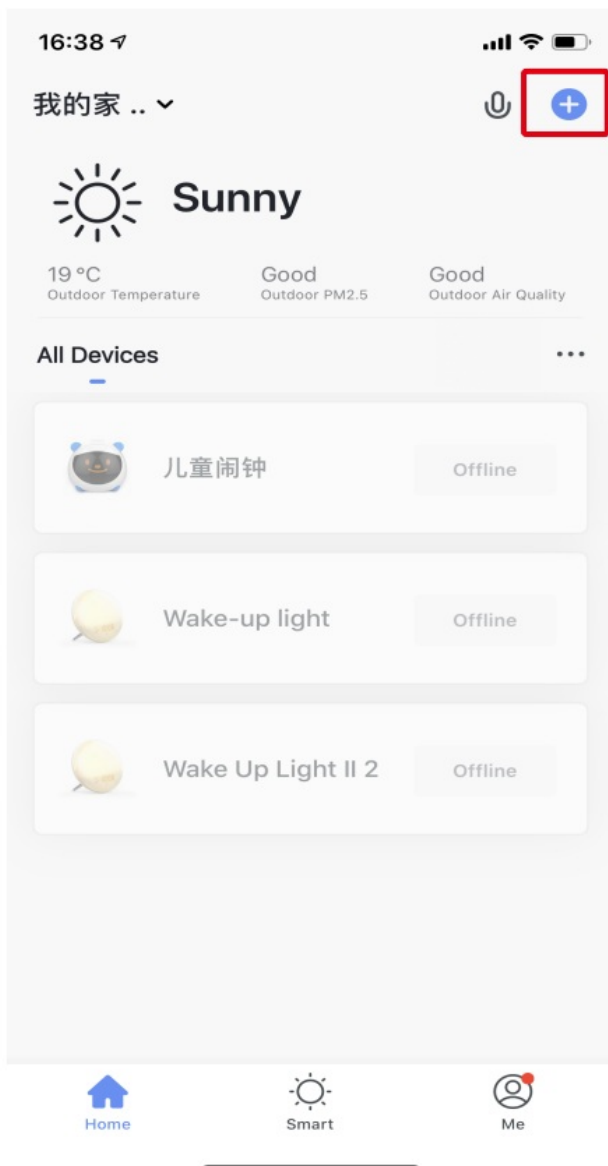 16:38
我的家 ..
Sunny
19 °C Good Good
Outdoor Temperature Outdoor PM2.5 Outdoor Air Quality
All Devices
儿童闹钟 Offline
Wake-up light Offline
Wake Up Light II 2 Offline
Home Smart Me